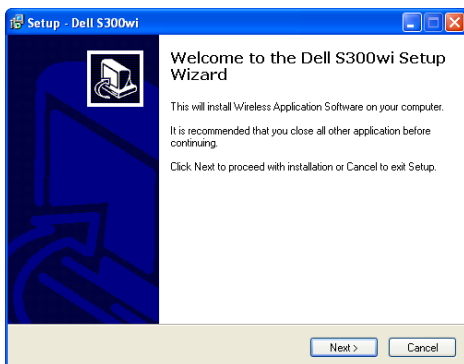 Setup - Dell S300wi
Welcome to the Dell S300wi Setup
Wizard
This will install Wireless Application Software on your computer.
It is recommended that you close all other application before
continuing.
Click Next to proceed with installation or Cancel to exit Setup.
Next >
Cancel